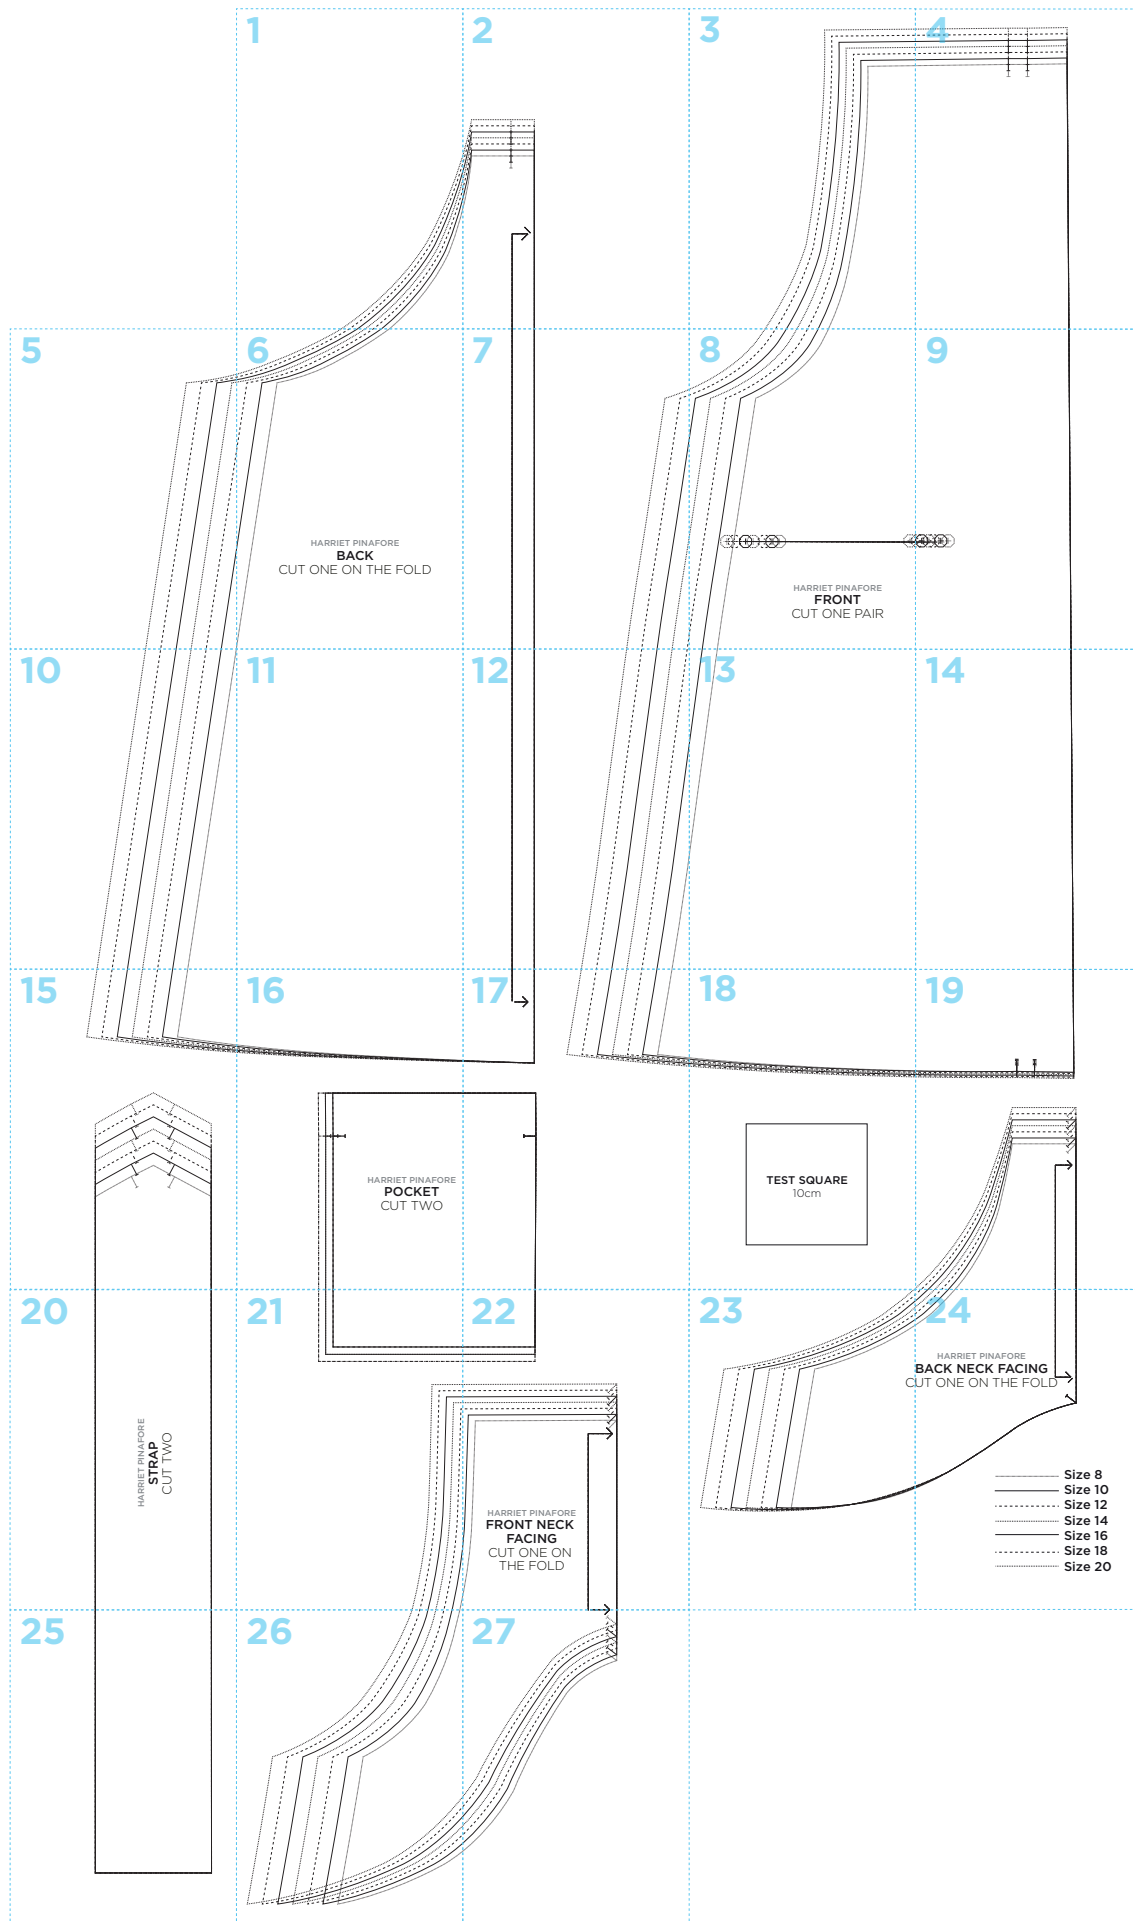 1
2
3
4
5
6
7
8
9
HARRIET PINAFORE
BACK
CUT ONE ON THE FOLD
HARRIET PINAFORE
FRONT
CUT ONE PAIR
10
11
12
13
14
15
16
17
18
19
HARRIET PINAFORE
POCKET
CUT TWO
TEST SQUARE
10cm
20
21
22
23
24
HARRIET PINAFORE
BACK NECK FACING
CUT ONE ON THE FOLD
HARRIET PINAFORE
STRAP
CUT TWO
HARRIET PINAFORE
FRONT NECK
FACING
CUT ONE ON
THE FOLD
Size 8
Size 10
Size 12
Size 14
Size 16
Size 18
Size 20
25
26
27